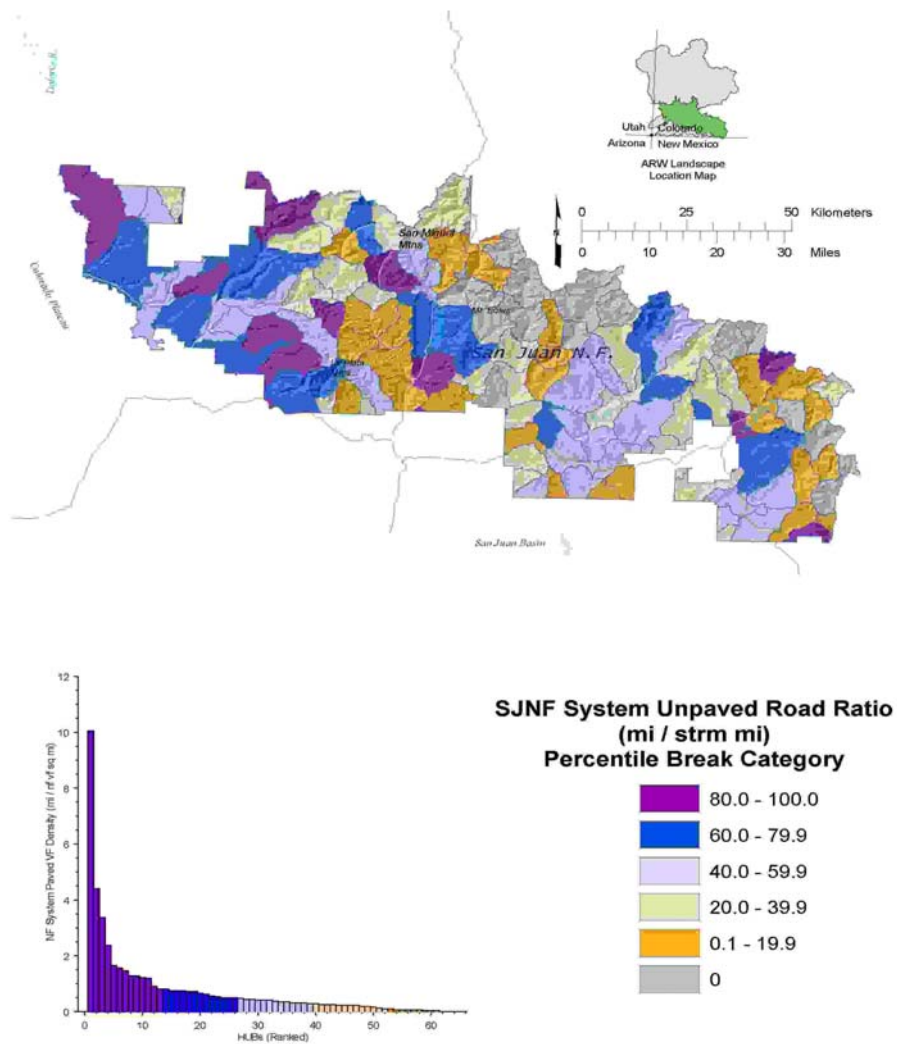 Dolores R.
Utah
Colorado
Arizona
New Mexico
ARW Landscape
Location Map
0 25 50 Kilometers
0 10 20 30 Miles
San Miguel
Mtns
Colorado Plateau
San Juan N.F.
San Juan Basin
12
10
8
6
4
2
0
NF System Paved VF Density (mi / nf vf sq mi)
0 10 20 30 40 50 60
HUBs (Ranked)
SJNF System Unpaved Road Ratio
(mi / strm mi)
Percentile Break Category
80.0 - 100.0
60.0 - 79.9
40.0 - 59.9
20.0 - 39.9
0.1 - 19.9
0